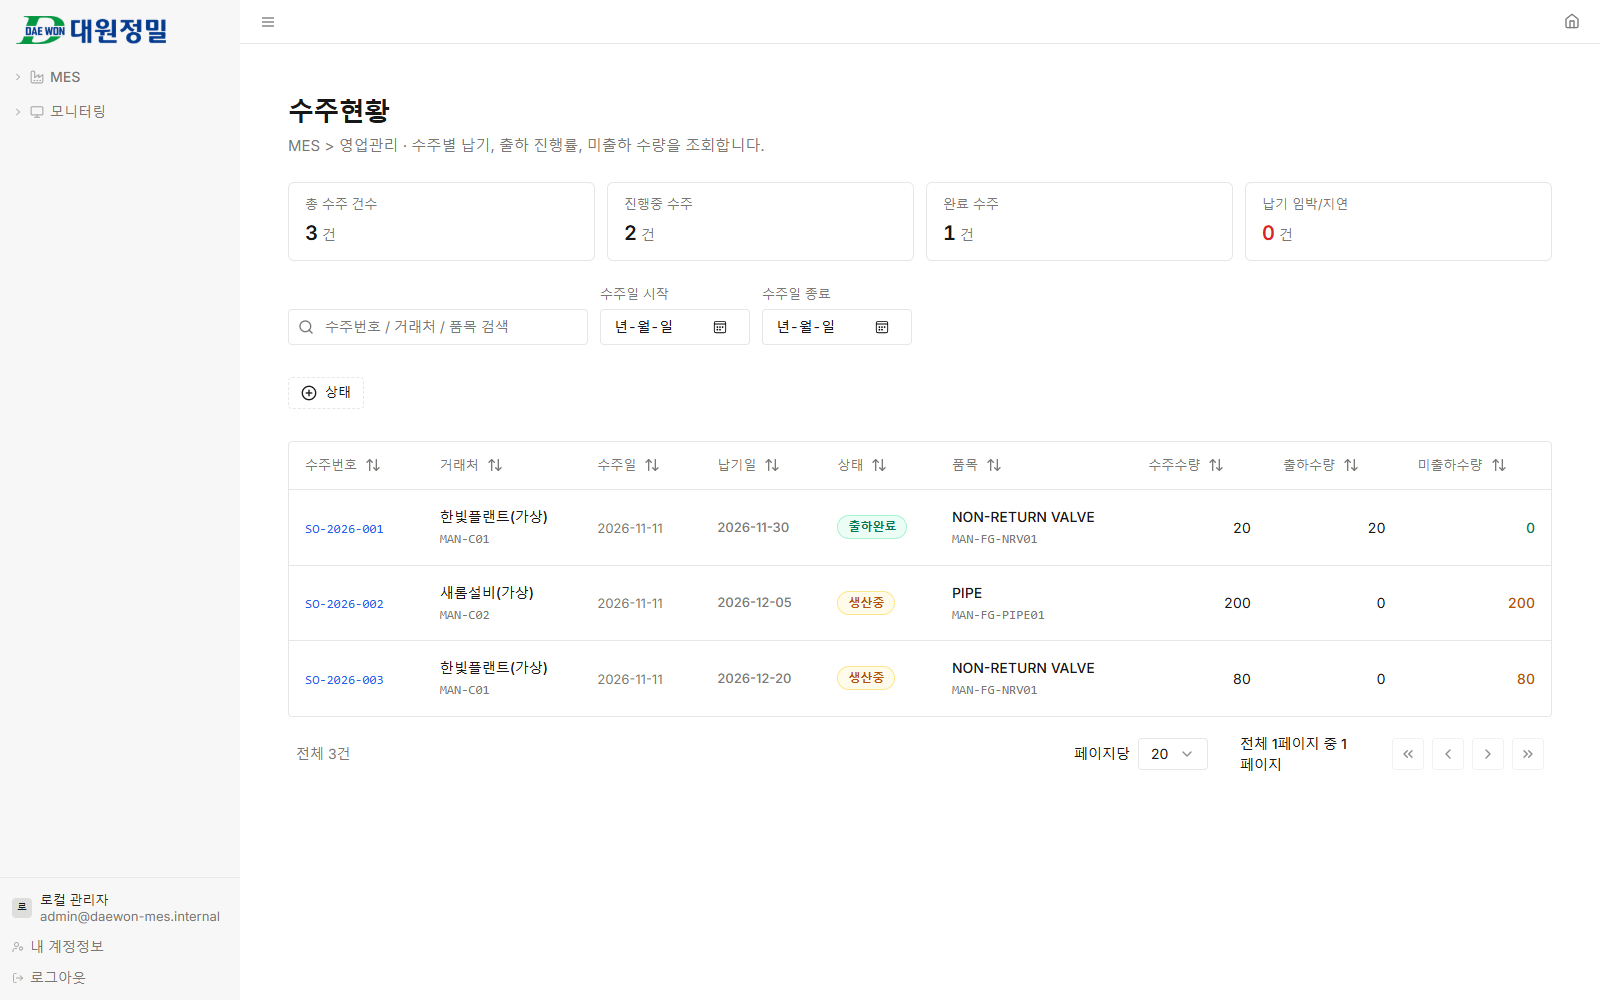 DAE WON 대원정밀
MES
모니터링
수주현황
MES > 영업관리 · 수주별 납기, 출하 진행률, 미출하 수량을 조회합니다.
총 수주 건수
3 건
진행중 수주
2 건
완료 수주
1 건
납기 임박/지연
0 건
수주일 시작
수주일 종료
수주번호 / 거래처 / 품목 검색
년-월-일
년-월-일
상태
수주번호 거래처 수주일 납기일 상태 품목 수주수량 출하수량 미출하수량
SO-2026-001 한빛플랜트(가상) 2026-11-11 2026-11-30 출하완료 NON-RETURN VALVE 20 20 0
MAN-C01 MAN-FG-NRV01
SO-2026-002 새롬설비(가상) 2026-11-11 2026-12-05 생산중 PIPE 200 0 200
MAN-C02 MAN-FG-PIPE01
SO-2026-003 한빛플랜트(가상) 2026-11-11 2026-12-20 생산중 NON-RETURN VALVE 80 0 80
MAN-C01 MAN-FG-NRV01
전체 3건
페이지당 20
전체 1페이지 중 1
페이지
로 로컬 관리자
admin@daewon-mes.internal
내 계정정보
로그아웃